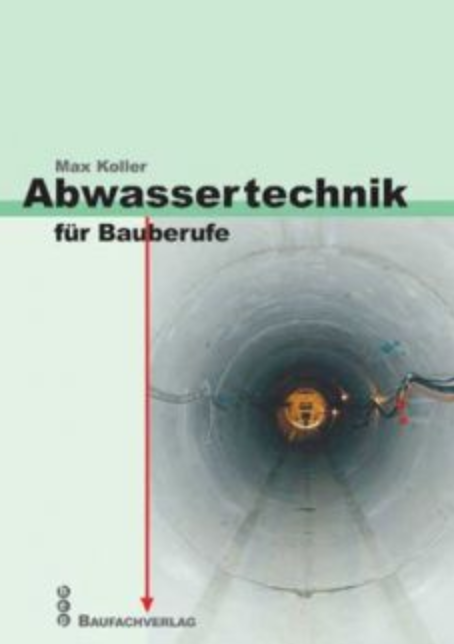 Max Koller
Abwassertechnik
für Bauberufe
BAUFACHVERLAG